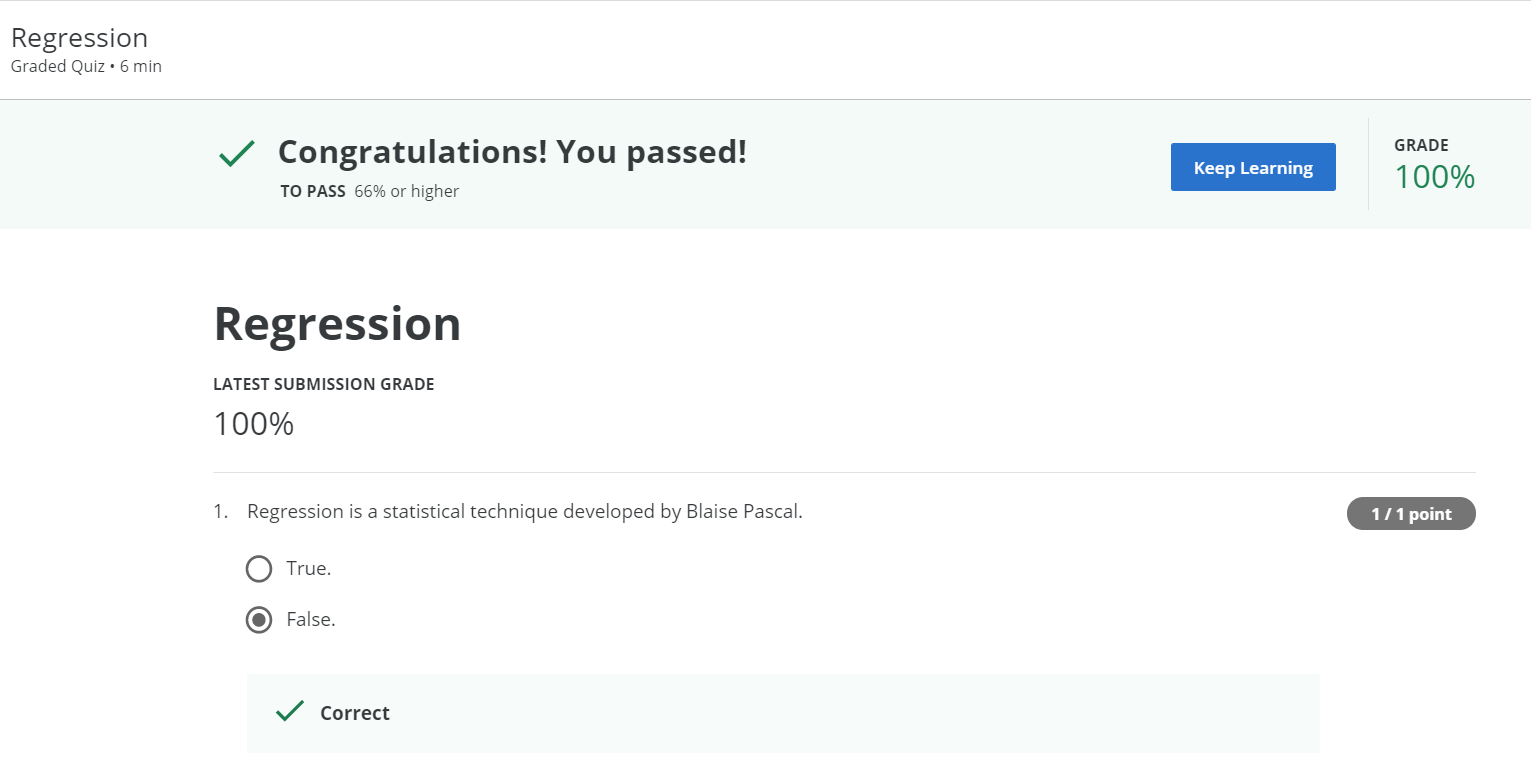 Regression
Graded Quiz • 6 min
Congratulations! You passed!
TO PASS 66% or higher
Keep Learning
GRADE
100%
Regression
LATEST SUBMISSION GRADE
100%
1. Regression is a statistical technique developed by Blaise Pascal.
1 / 1 point
True.
False.
Correct